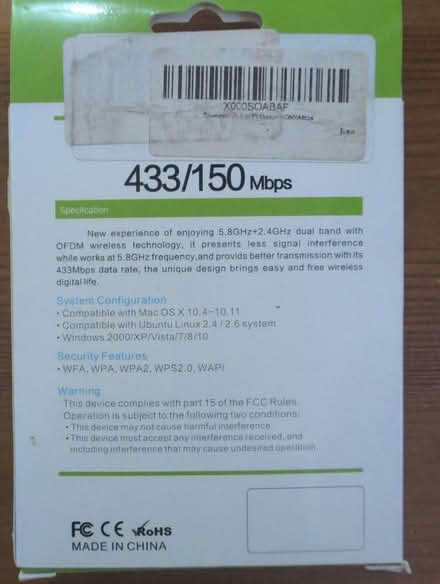 X000SOABAF
433/150 Mbps
Specification
New experience of enjoying 5.8GHz+2.4GHz dual band with
OFDM wireless technology, it presents less signal interference
while works at 5.8GHz frequency,and provides better transmission with its
433Mbps data rate, the unique design brings easy and free wireless
digital life.
System Configuration
• Compatible with Mac OS X 10.4~10.11
• Compatible with Ubuntu Linux 2.4 / 2.6 system
• Windows 2000/XP/Vista/7/8/10
Security Features
• WFA, WPA, WPA2, WPS2.0, WAPI
Warning
This device complies with part 15 of the FCC Rules.
Operation is subject to the following two conditions:
• This device may not cause harmful interference.
• This device must accept any interference received, and
including interference that may cause undesired operation.
FC CE RoHS
MADE IN CHINA